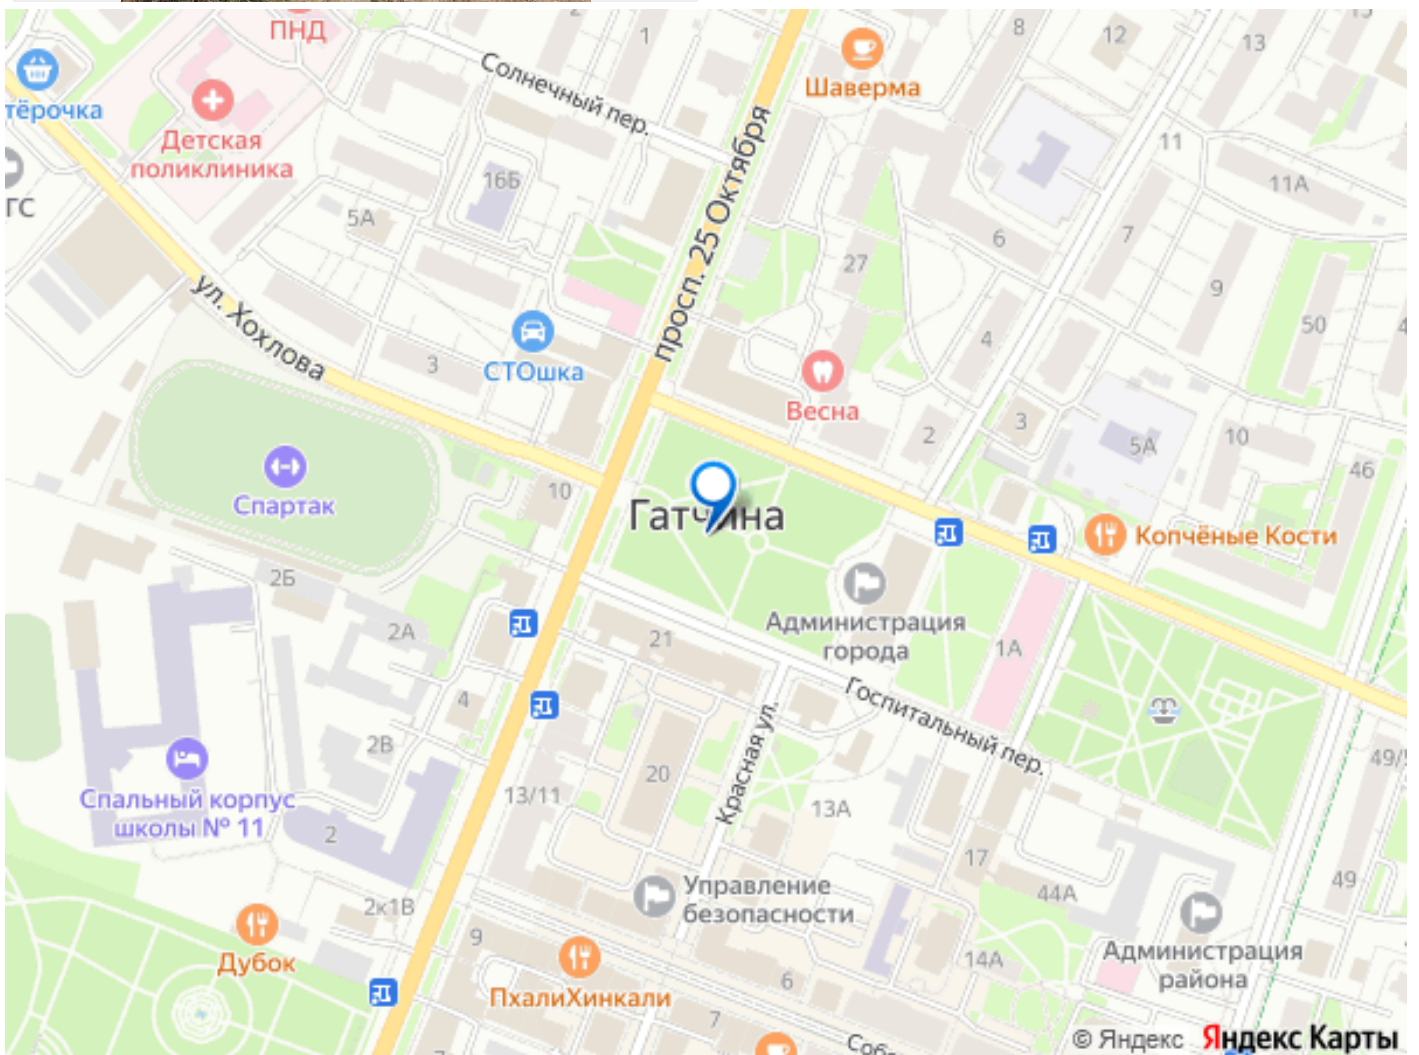 ПНД
2
1
8
12
13
Шаверма
тёрочка
Солнечный пер.
Детская
поликлиника
11
11А
ГС
16Б
5А
просп. 25 Октября
6
7
27
9
ул. Хохлова
50
4
3
СТОшка
Весна
2
3
5А
10
46
Спартак
10
Гатчина
Копчёные Кости
2Б
Администрация
города
2А
21
1А
Госпитальный пер.
4
2В
20
Красная ул.
13/11
13А
49/5
Спальный корпус
школы № 11
2
17
44А
49
Управление
безопасности
2к1В
9
Дубок
14А
Администрация
района
ПхалиХинкали
6
7
Собо
© Яндекс Яндекс Карты